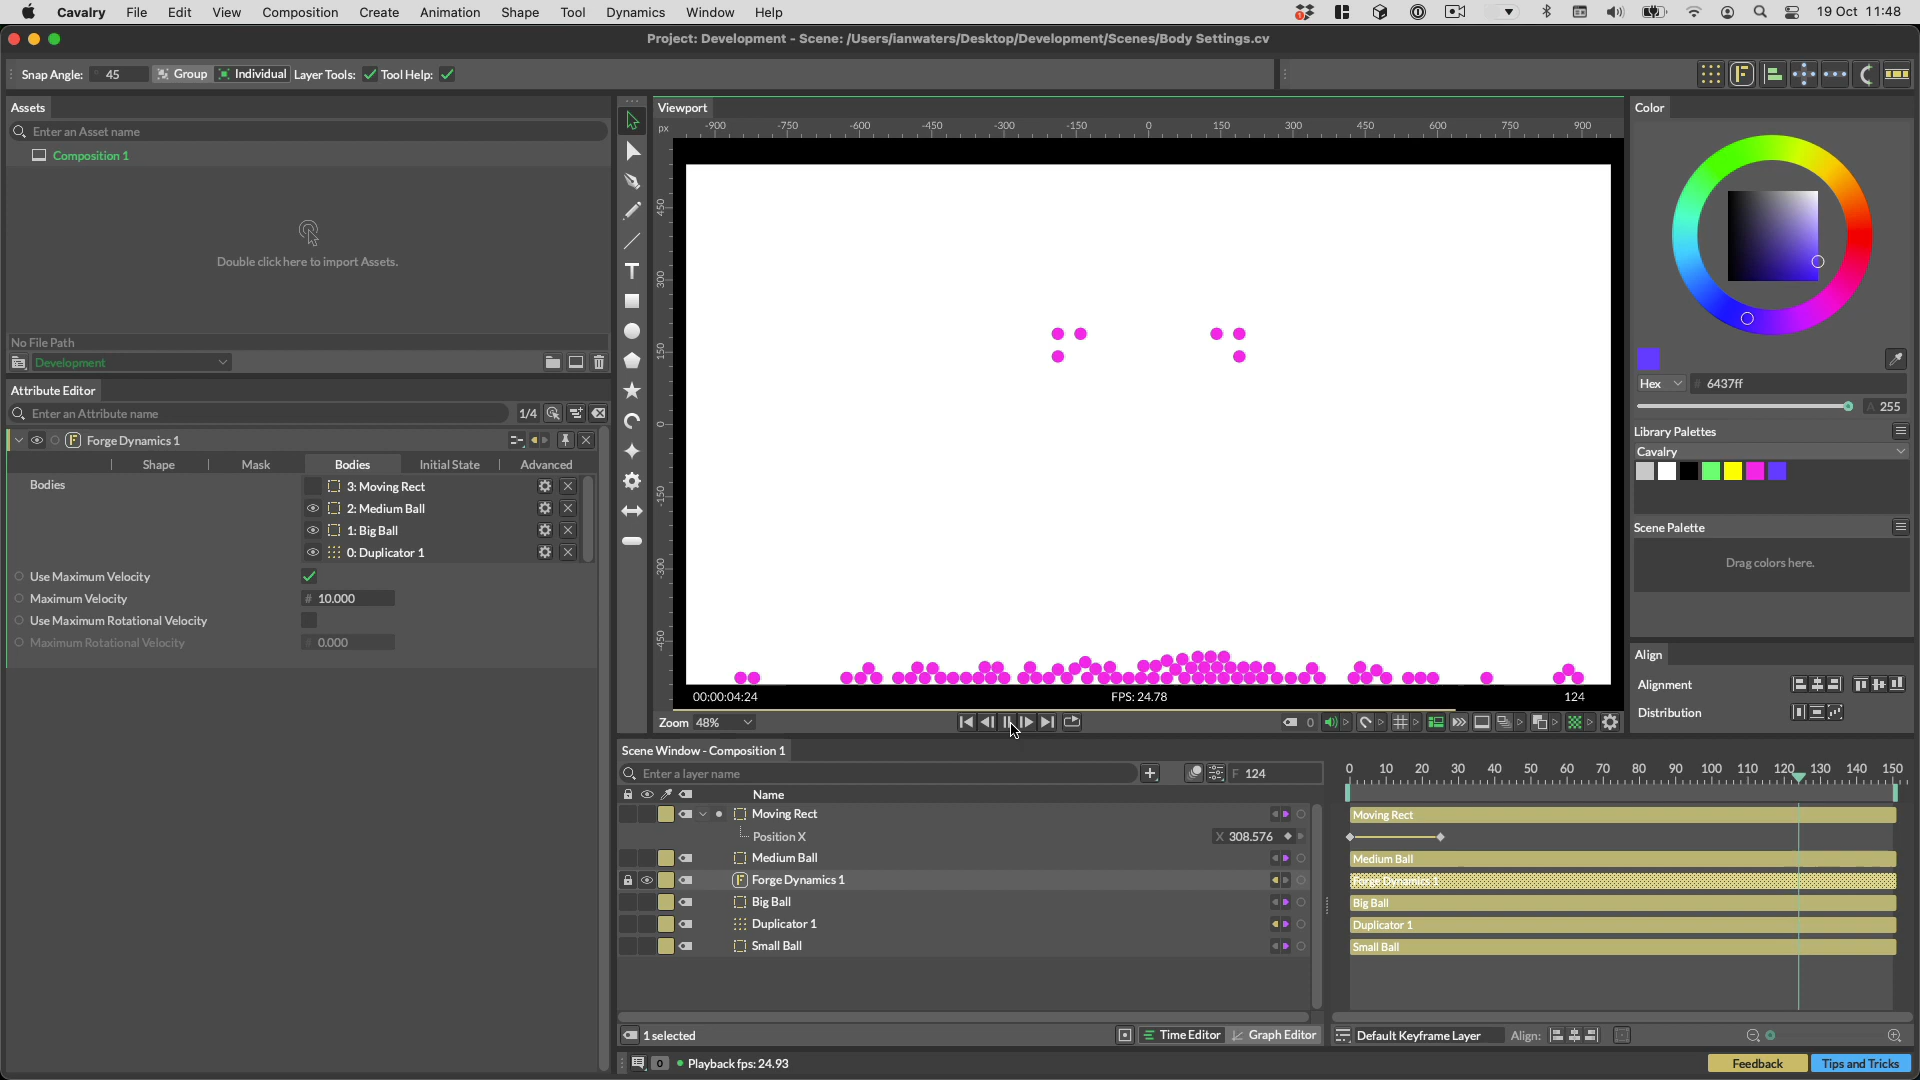 Cavalry File Edit View Composition Create Animation Shape Tool Dynamics Window Help 19 Oct 11:48
Project: Development - Scene: /Users/ianwaters/Desktop/Development/Scenes/Body Settings.cv
Snap Angle: 45 Group Individual Layer Tools: Tool Help:
Assets
Enter an Asset name
Composition 1
Double click here to import Assets.
No File Path
Development
Attribute Editor
Enter an Attribute name 1/4
Forge Dynamics 1
Shape Mask Bodies Initial State Advanced
Bodies
3: Moving Rect
2: Medium Ball
1: Big Ball
0: Duplicator 1
Use Maximum Velocity
Maximum Velocity # 10.000
Use Maximum Rotational Velocity
Maximum Rotational Velocity 0.000
Viewport
px -900 -750 -600 -450 -300 -150 0 150 300 450 600 750 900
450
300
150
0
-150
-300
-450
00:00:04:24 FPS: 24.78 124
Zoom 48% 0
Color
Hex # 6437ff
A 255
Library Palettes
Cavalry
Scene Palette
Drag colors here.
Align
Alignment
Distribution
Scene Window - Composition 1
Enter a layer name F 124
0 10 20 30 40 50 60 70 80 90 100 110 120 130 140 150
Name
Moving Rect Moving Rect
Position X X 308.576
Medium Ball Medium Ball
Forge Dynamics 1 Forge Dynamics 1
Big Ball Big Ball
Duplicator 1 Duplicator 1
Small Ball Small Ball
1 selected Time Editor Graph Editor Default Keyframe Layer Align:
0 Playback fps: 24.93 Feedback Tips and Tricks